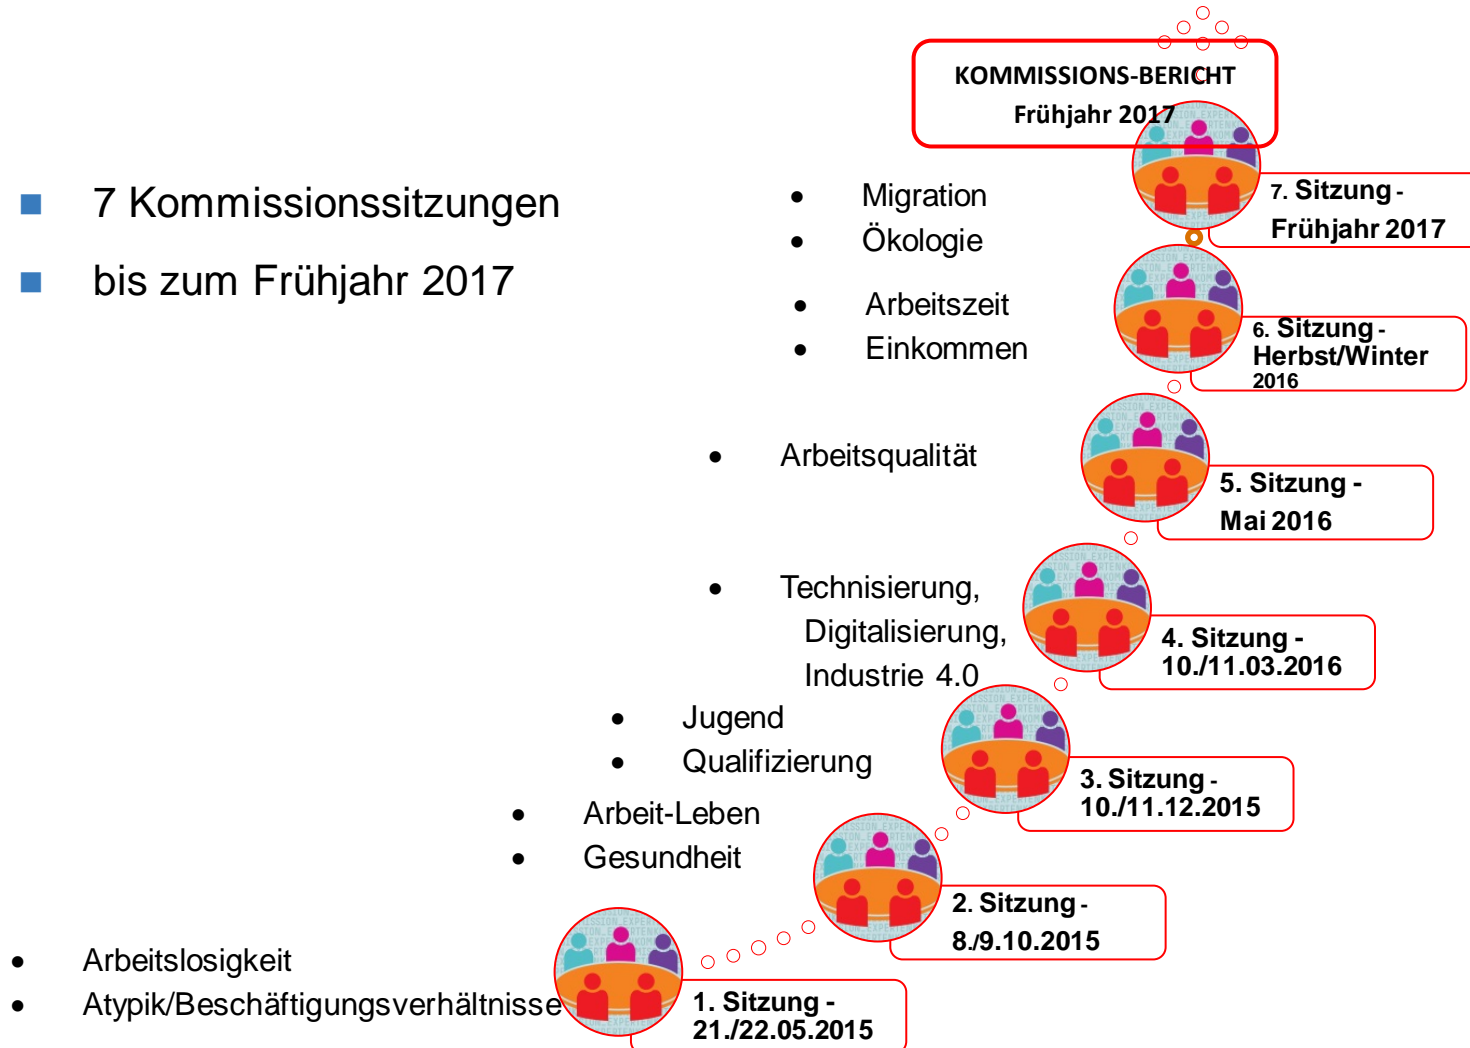 KOMMISSIONS-BERICHT
Frühjahr 2017
7 Kommissionssitzungen
bis zum Frühjahr 2017
Migration
Ökologie
7. Sitzung -
Frühjahr 2017
Arbeitszeit
Einkommen
6. Sitzung -
Herbst/Winter
2016
Arbeitsqualität
5. Sitzung -
Mai 2016
Technisierung,
Digitalisierung,
Industrie 4.0
4. Sitzung -
10./11.03.2016
Jugend
Qualifizierung
3. Sitzung -
10./11.12.2015
Arbeit-Leben
Gesundheit
2. Sitzung -
8./9.10.2015
Arbeitslosigkeit
Atypik/Beschäftigungsverhältnisse
1. Sitzung -
21./22.05.2015